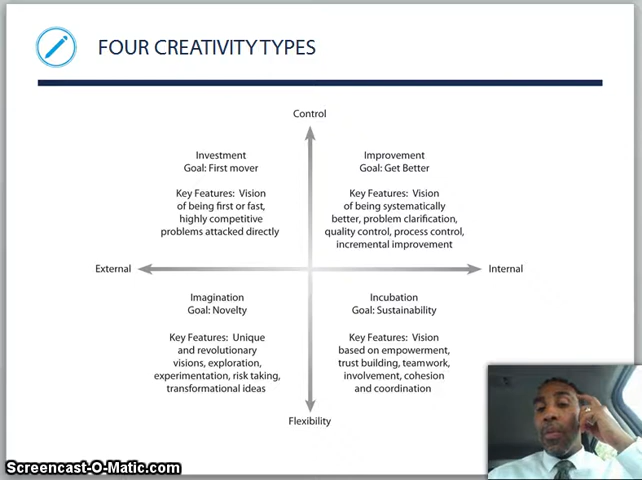 FOUR CREATIVITY TYPES
Control
Investment
Goal: First mover
Key Features:  Vision
of being first or fast,
highly competitive
problems attacked directly
Improvement
Goal: Get Better
Key Features:  Vision
of being systematically
better, problem clarification,
quality control, process control,
incremental improvement
External
Internal
Imagination
Goal: Novelty
Key Features:  Unique
and revolutionary
visions, exploration,
experimentation, risk taking,
transformational ideas
Incubation
Goal: Sustainability
Key Features:  Vision
based on empowerment,
trust building, teamwork,
involvement, cohesion
and coordination
Flexibility
Screencast-O-Matic.com